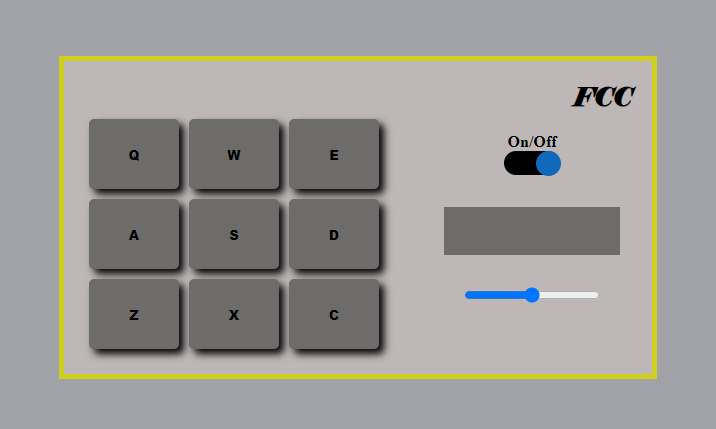 FCC
On/Off
Q W E
A S D
Z X C